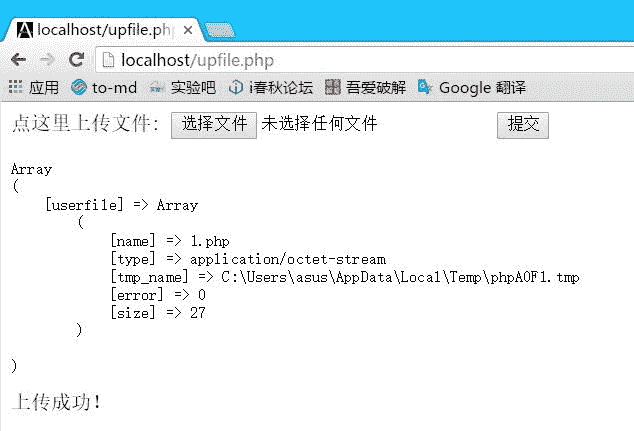 localhost/upfile.php
localhost/upfile.php
应用 to-md 实验吧 i春秋论坛 吾爱破解 Google 翻译
点这里上传文件: 选择文件 未选择任何文件 提交
Array
(
[userfile] => Array
(
[name] => 1.php
[type] => application/octet-stream
[tmp_name] => C:\Users\asus\AppData\Local\Temp\phpA0F1.tmp
[error] => 0
[size] => 27
)
)
上传成功!